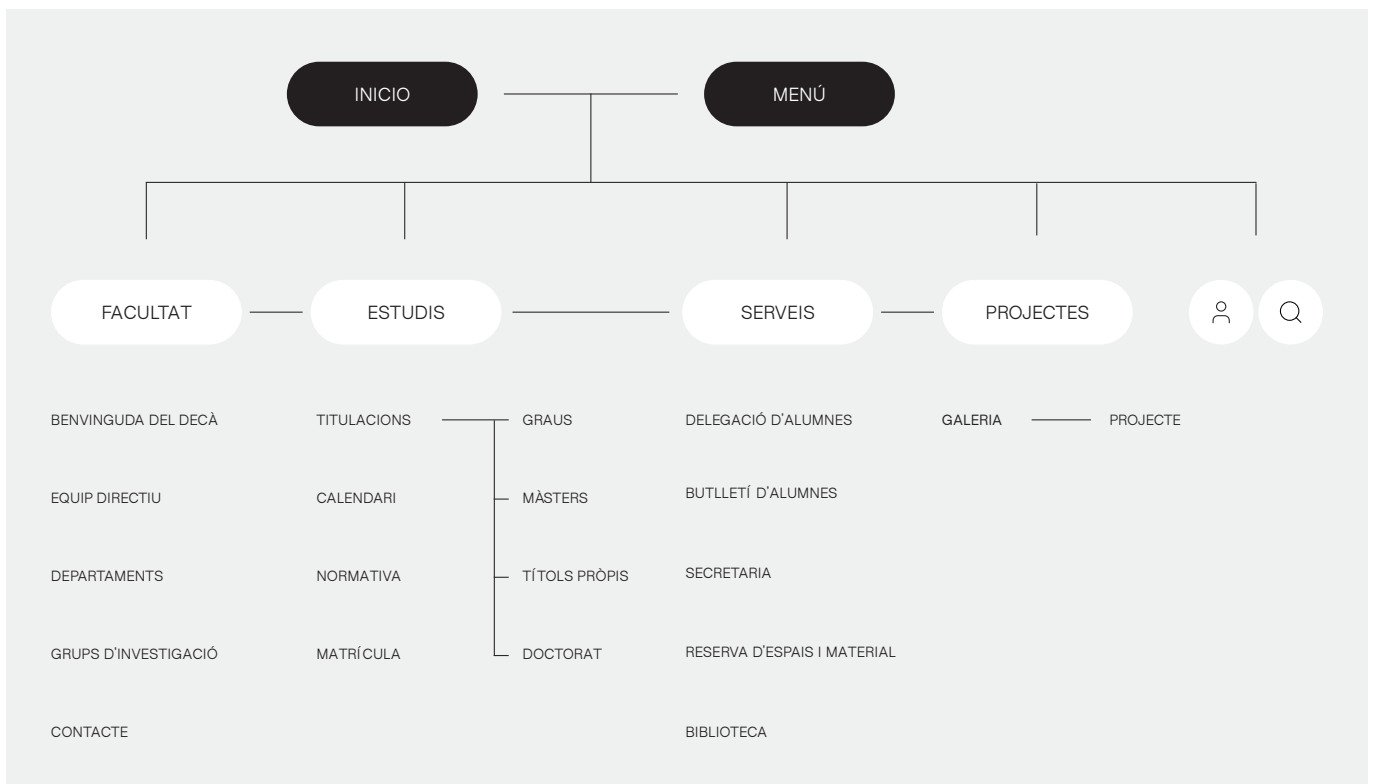 INICIO
MENÚ
FACULTAT
ESTUDIS
SERVEIS
PROJECTES
BENVINGUDA DEL DECÀ
EQUIP DIRECTIU
DEPARTAMENTS
GRUPS D'INVESTIGACIÓ
CONTACTE
TITULACIONS
CALENDARI
NORMATIVA
MATRÍCULA
GRAUS
MÀSTERS
TÍTOLS PRÒPIS
DOCTORAT
DELEGACIÓ D'ALUMNES
BUTLLETÍ D'ALUMNES
SECRETARIA
RESERVA D'ESPAIS I MATERIAL
BIBLIOTECA
GALERIA
PROJECTE